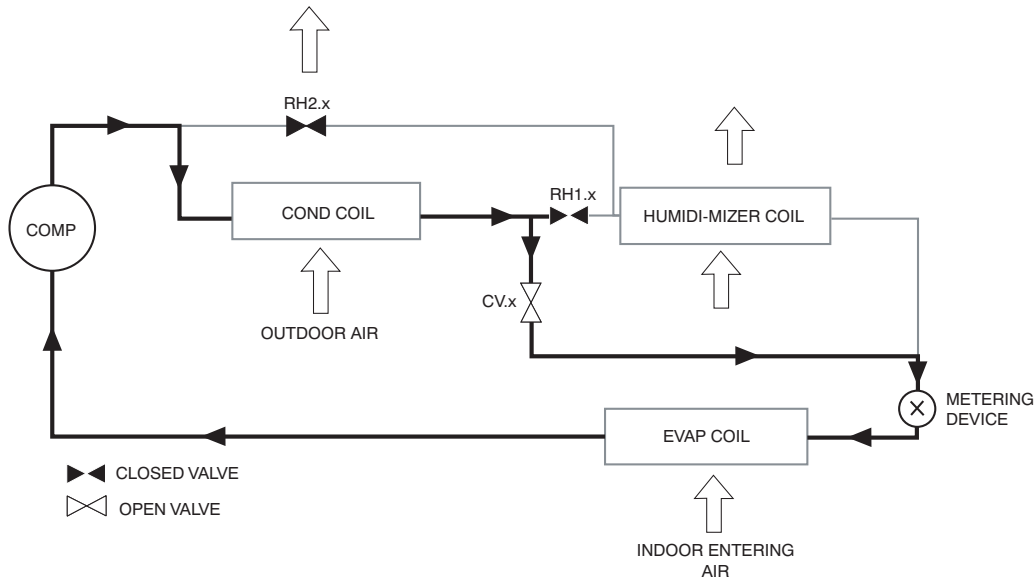 RH2.x
RH1.x
COND COIL
HUMIDI-MIZER COIL
COMP
CV.x
OUTDOOR AIR
METERING
DEVICE
EVAP COIL
CLOSED VALVE
OPEN VALVE
INDOOR ENTERING
AIR